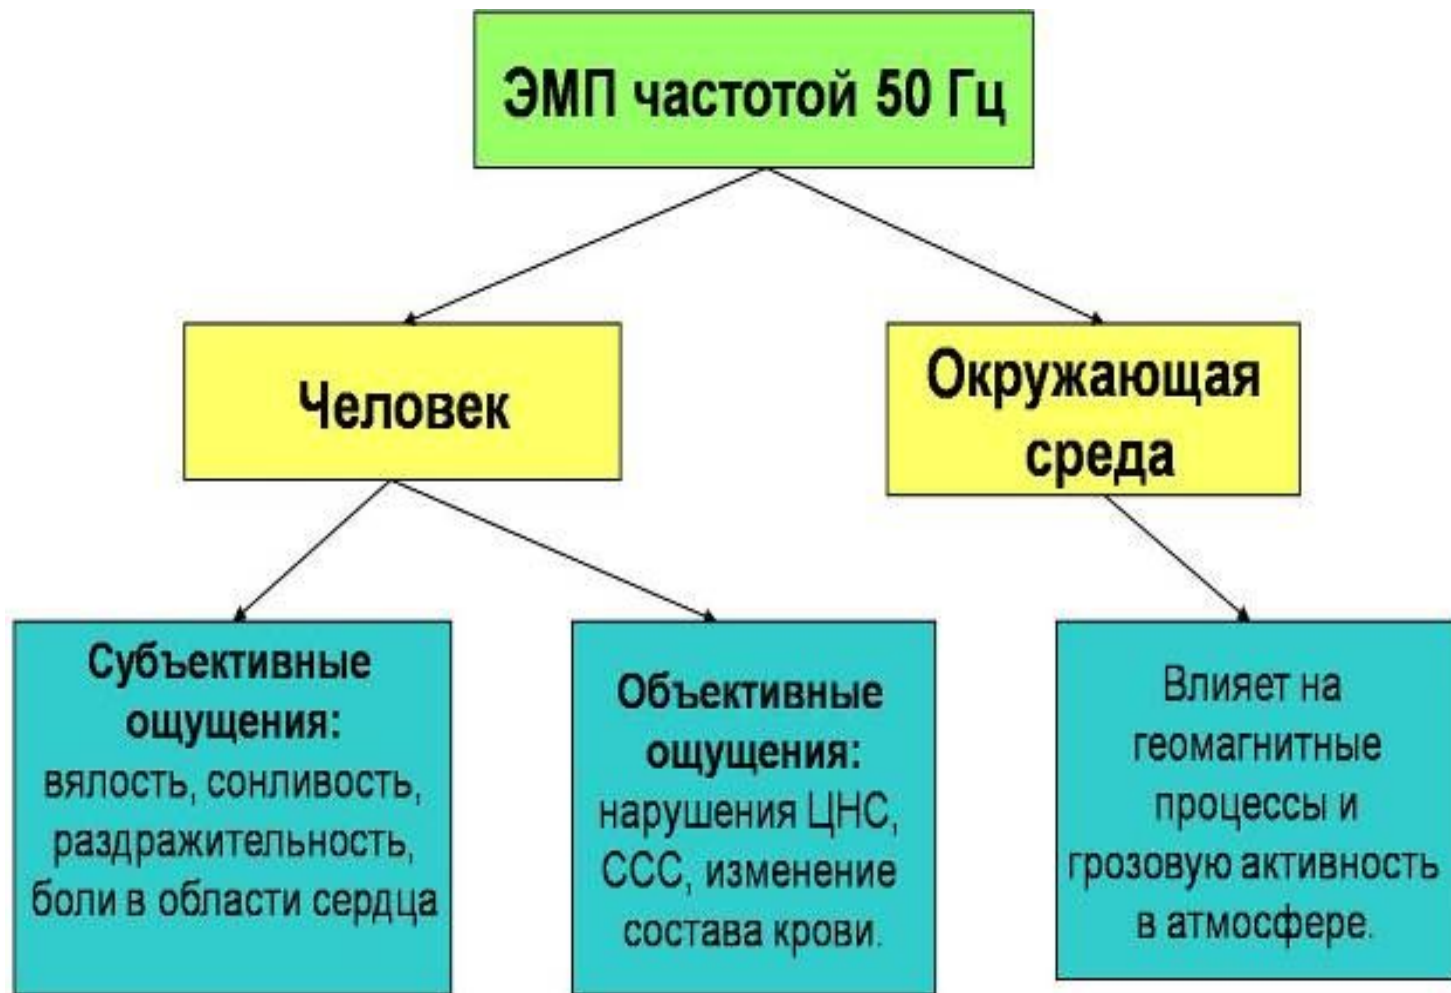 ЭМП частотой 50 Гц
Человек
Окружающая
среда
Субъективные
ощущения:
вялость, сонливость,
раздражительность,
боли в области сердца
Объективные
ощущения:
нарушения ЦНС,
ССС, изменение
состава крови.
Влияет на
геомагнитные
процессы и
грозовую активность
в атмосфере.